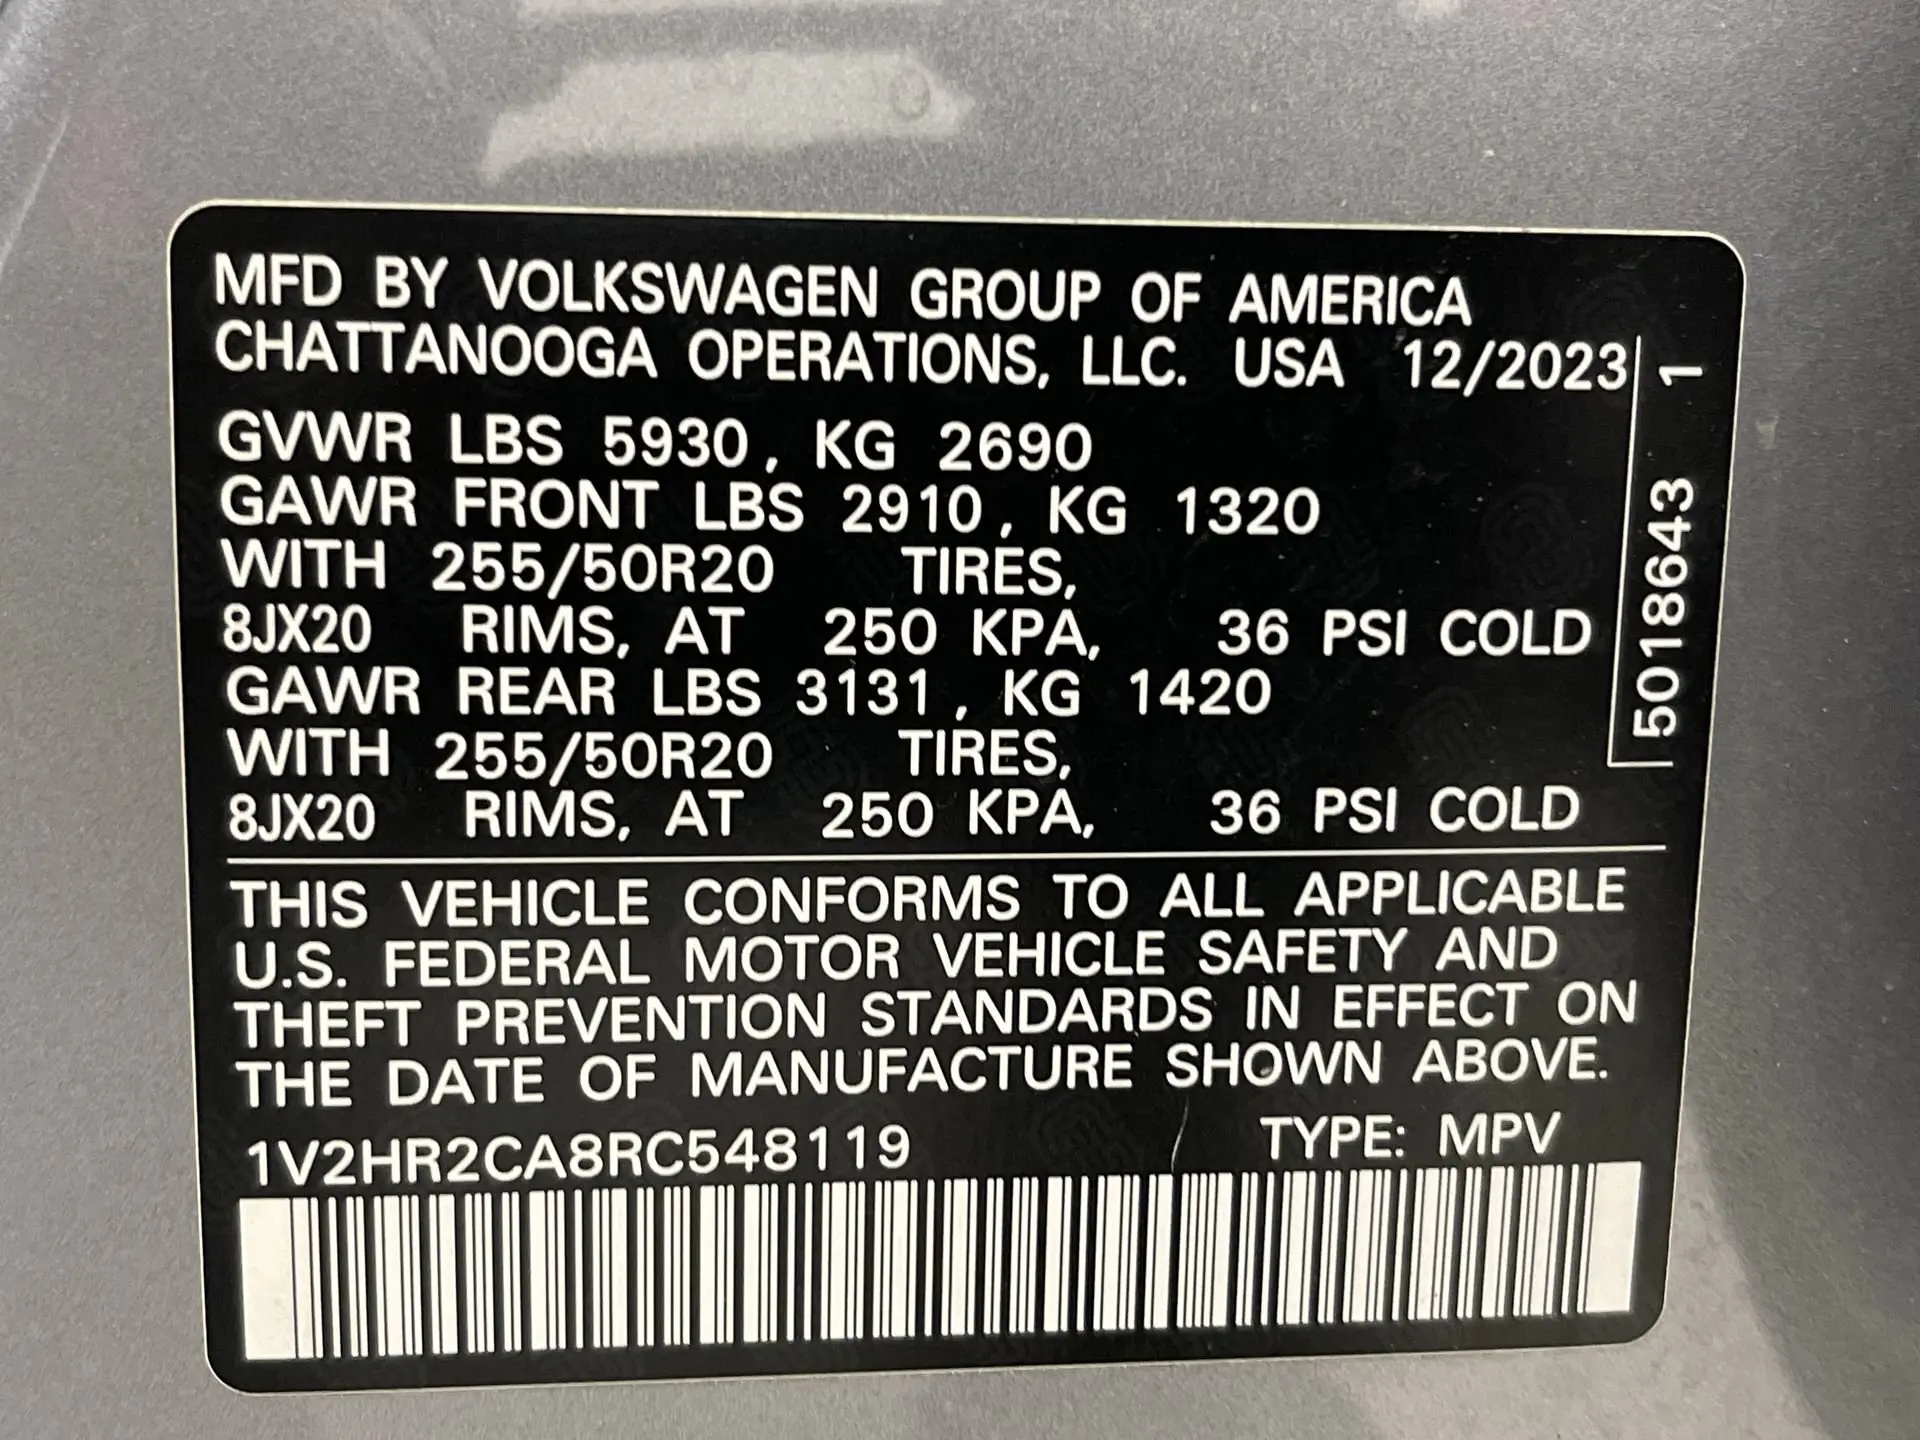 MFD BY VOLKSWAGEN GROUP OF AMERICA
CHATTANOOGA OPERATIONS, LLC. USA 12/2023
GVWR LBS 5930, KG 2690
GAWR FRONT LBS 2910, KG 1320
WITH 255/50R20 TIRES,
8JX20 RIMS, AT 250 KPA, 36 PSI COLD
GAWR REAR LBS 3131, KG 1420
WITH 255/50R20 TIRES,
8JX20 RIMS, AT 250 KPA, 36 PSI COLD
5018643 1
THIS VEHICLE CONFORMS TO ALL APPLICABLE
U.S. FEDERAL MOTOR VEHICLE SAFETY AND
THEFT PREVENTION STANDARDS IN EFFECT ON
THE DATE OF MANUFACTURE SHOWN ABOVE.
1V2HR2CA8RC548119 TYPE: MPV